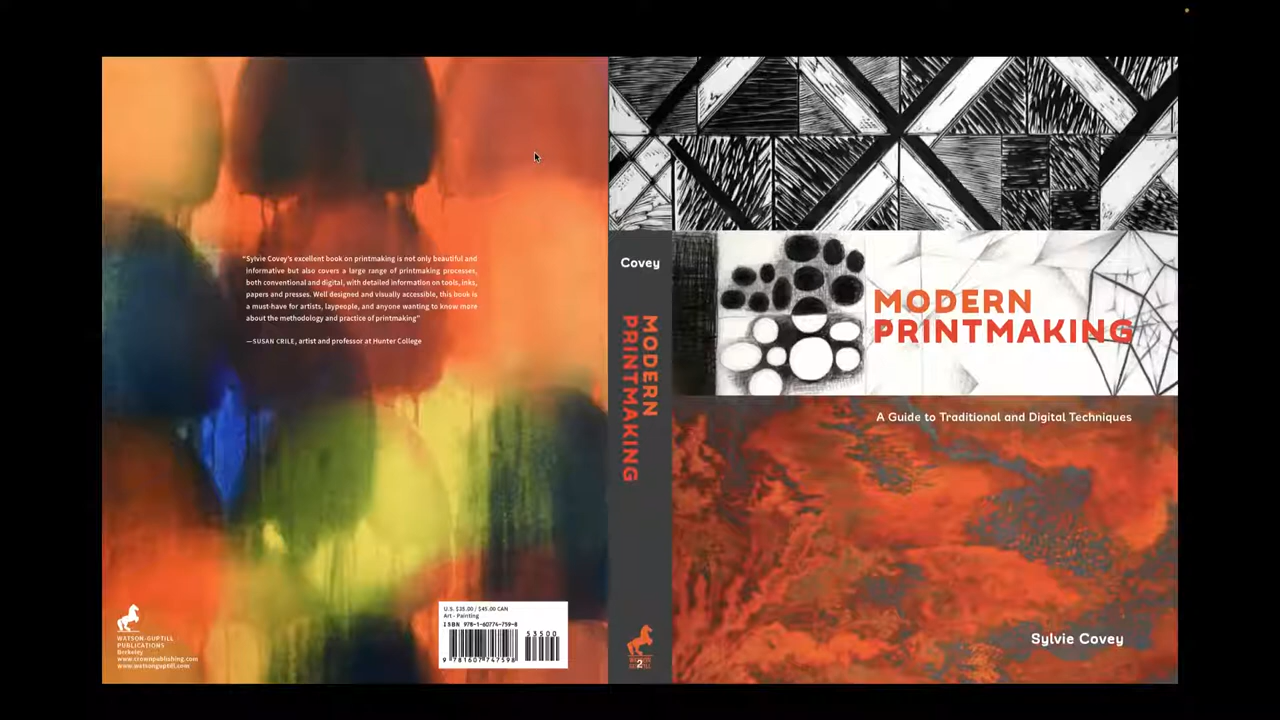 "Sylvie Covey's excellent book on printmaking is not only beautiful and
informative but also covers a large range of printmaking processes,
both conventional and digital, with detailed information on tools, inks,
papers and presses. Well designed and visually accessible, this book is
a must-have for artists, laypeople, and anyone wanting to know more
about the methodology and practice of printmaking"
—SUSAN CRILE, artist and professor at Hunter College
WATSON-GUPTILL
PUBLICATIONS
Berkeley
www.crownpublishing.com
www.watsonguptill.com
U.S. $35.00 / $45.00 CAN
Art - Painting
ISBN 978-1-60774-759-8
53500
9 781607 747598
Covey
MODERN
PRINTMAKING
2
MODERN
PRINTMAKING
A Guide to Traditional and Digital Techniques
Sylvie Covey